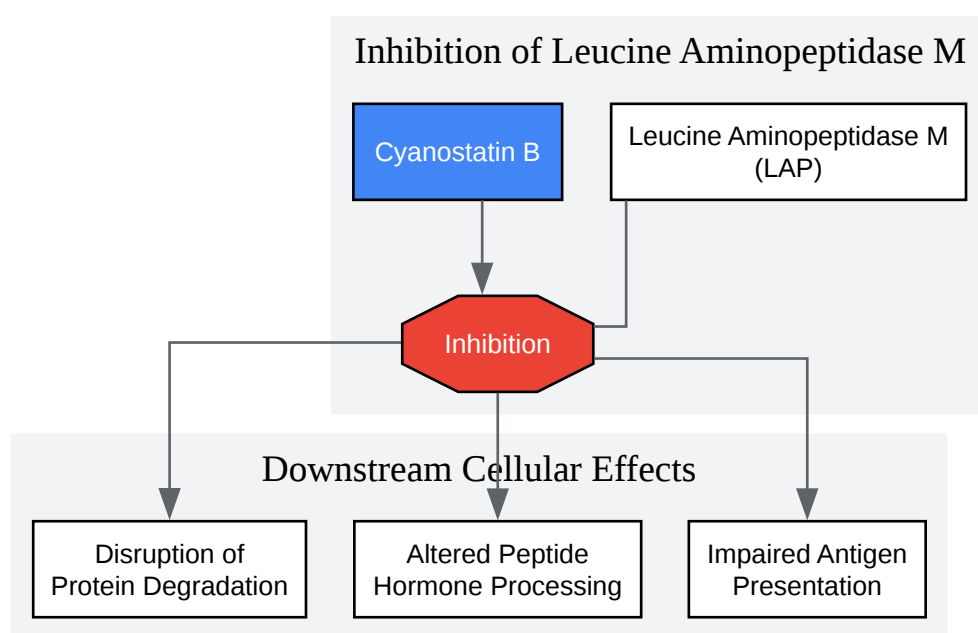 Inhibition of Leucine Aminopeptidase M
Cyanostatin B
Leucine Aminopeptidase M
(LAP)
Inhibition
Downstream Cellular Effects
Disruption of
Protein Degradation
Altered Peptide
Hormone Processing
Impaired Antigen
Presentation